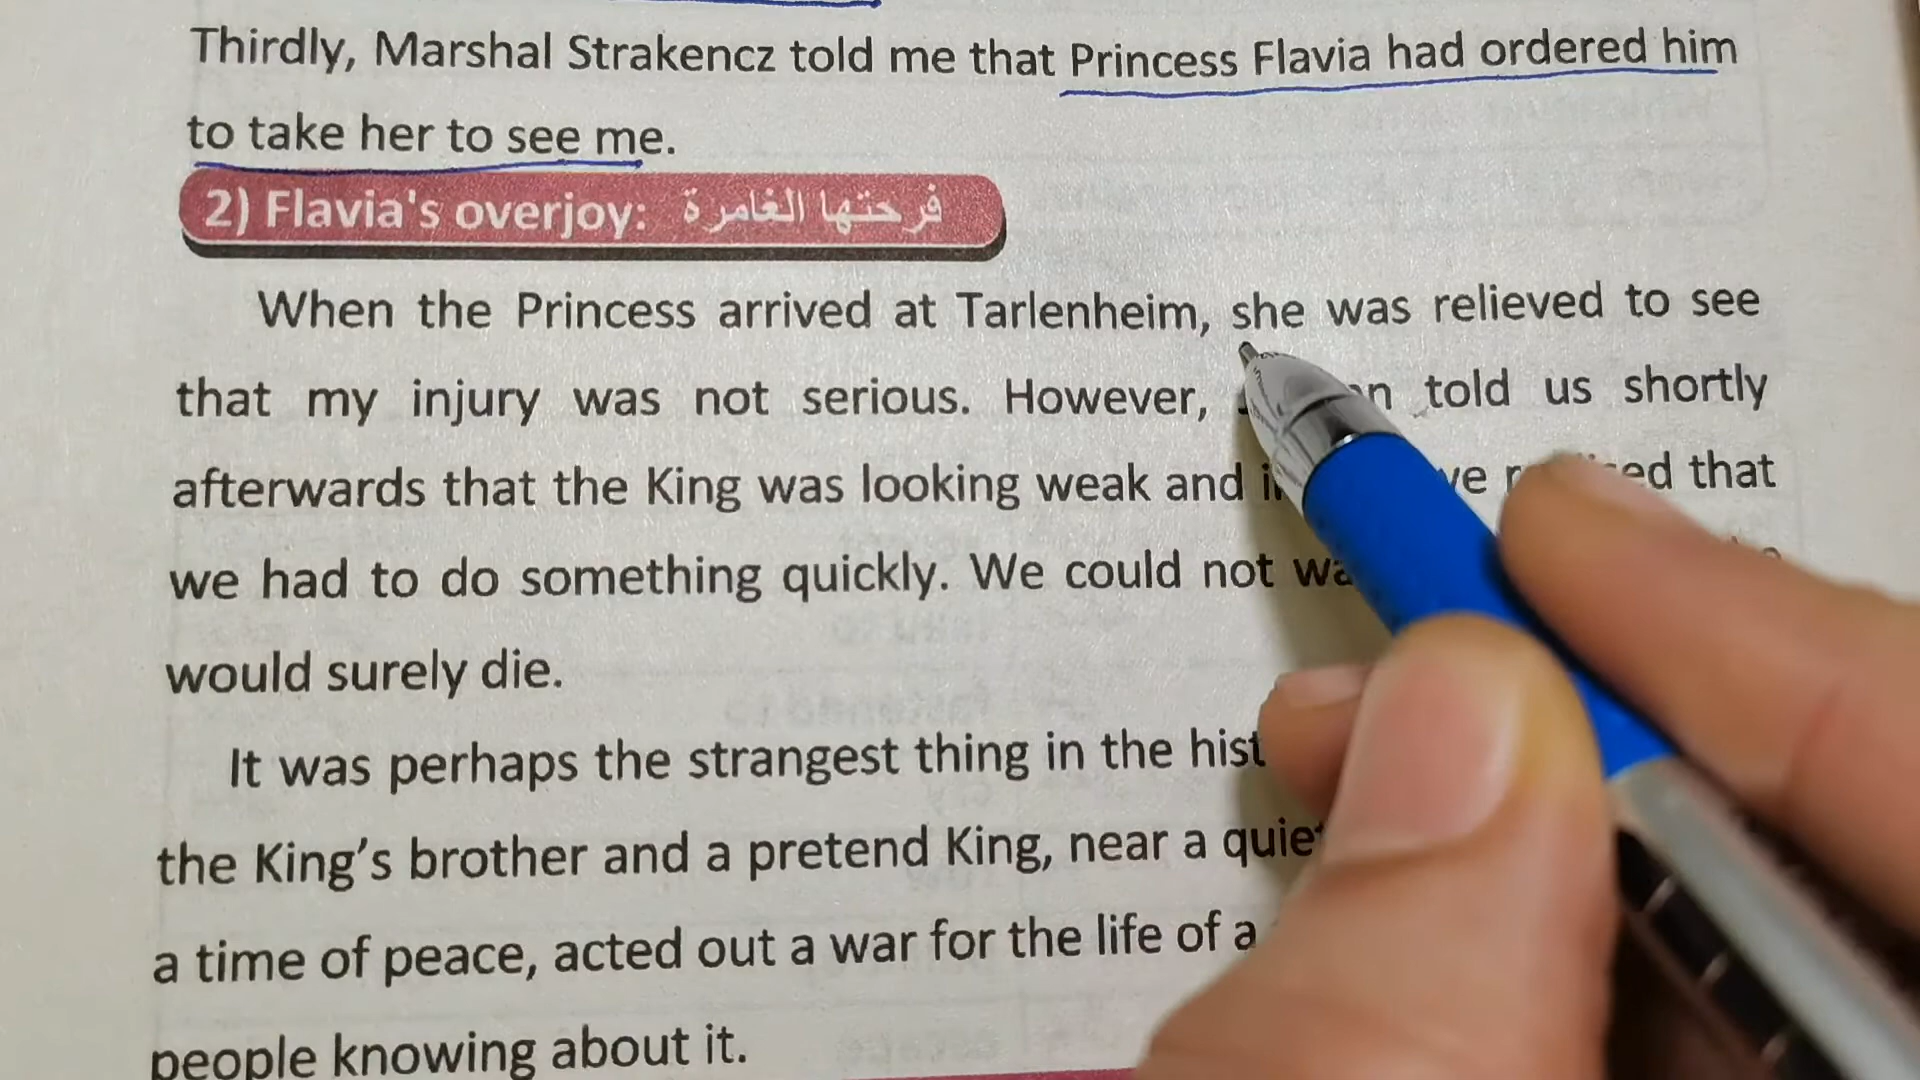 Thirdly, Marshal Strakencz told me that Princess Flavia had ordered him
to take her to see me.
2) Flavia's overjoy: فرحتها الغامرة
When the Princess arrived at Tarlenheim, she was relieved to see
that my injury was not serious. However, told us shortly
afterwards that the King was looking weak and that
we had to do something quickly. We could not
would surely die.
It was perhaps the strangest thing in the
the King's brother and a pretend King, near a
a time of peace, acted out a war for the life of a
people knowing about it.